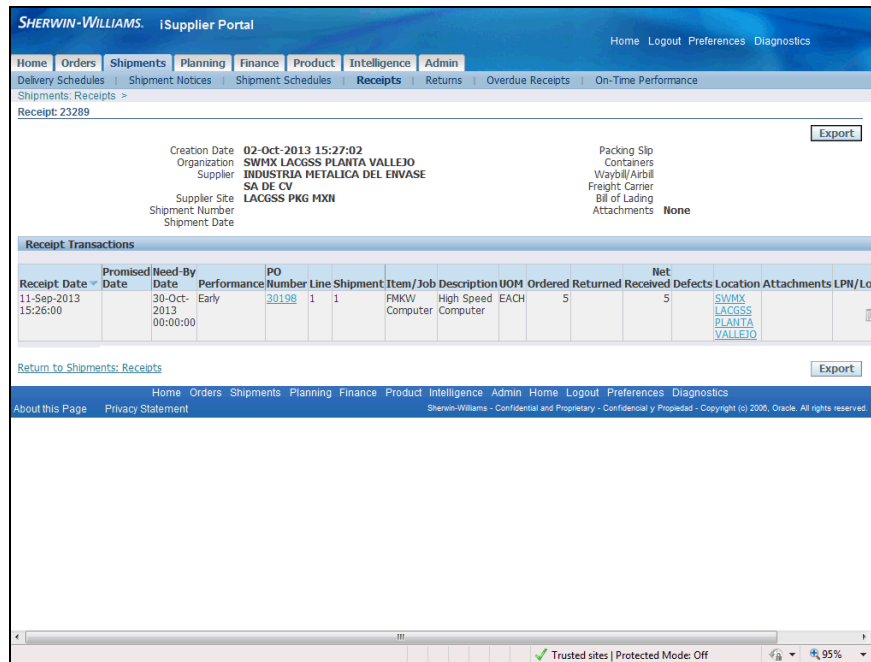 SHERWIN-WILLIAMS. iSupplier Portal
Home Logout Preferences Diagnostics
Home Orders Shipments Planning Finance Product Intelligence Admin
Delivery Schedules | Shipment Notices | Shipment Schedules | Receipts | Returns | Overdue Receipts | On-Time Performance
Shipments: Receipts >
Receipt: 23289
Export
Creation Date 02-Oct-2013 15:27:02
Organization SWMX LACGSS PLANTA VALLEJO
Supplier INDUSTRIA METALICA DEL ENVASE
SA DE CV
Supplier Site LACGSS PKG MXN
Shipment Number
Shipment Date
Packing Slip
Containers
Waybill/Airbill
Freight Carrier
Bill of Lading
Attachments None
Receipt Transactions
Promised Need-By PO Net
Receipt Date Date Date Performance Number Line Shipment Item/Job Description UOM Ordered Returned Received Defects Location Attachments LPN/Lo
11-Sep-2013 30-Oct- Early 30198 1 1 FMKW High Speed EACH 5 5 SWMX
15:26:00 2013 Computer Computer LACGSS
00:00:00 PLANTA
VALLEJO
Return to Shipments: Receipts
Export
Home Orders Shipments Planning Finance Product Intelligence Admin Home Logout Preferences Diagnostics
About this Page Privacy Statement Sherwin-Williams - Confidential and Proprietary - Confidencial y Propiedad - Copyright (c) 2006, Oracle. All rights reserved.
Trusted sites | Protected Mode: Off 95%